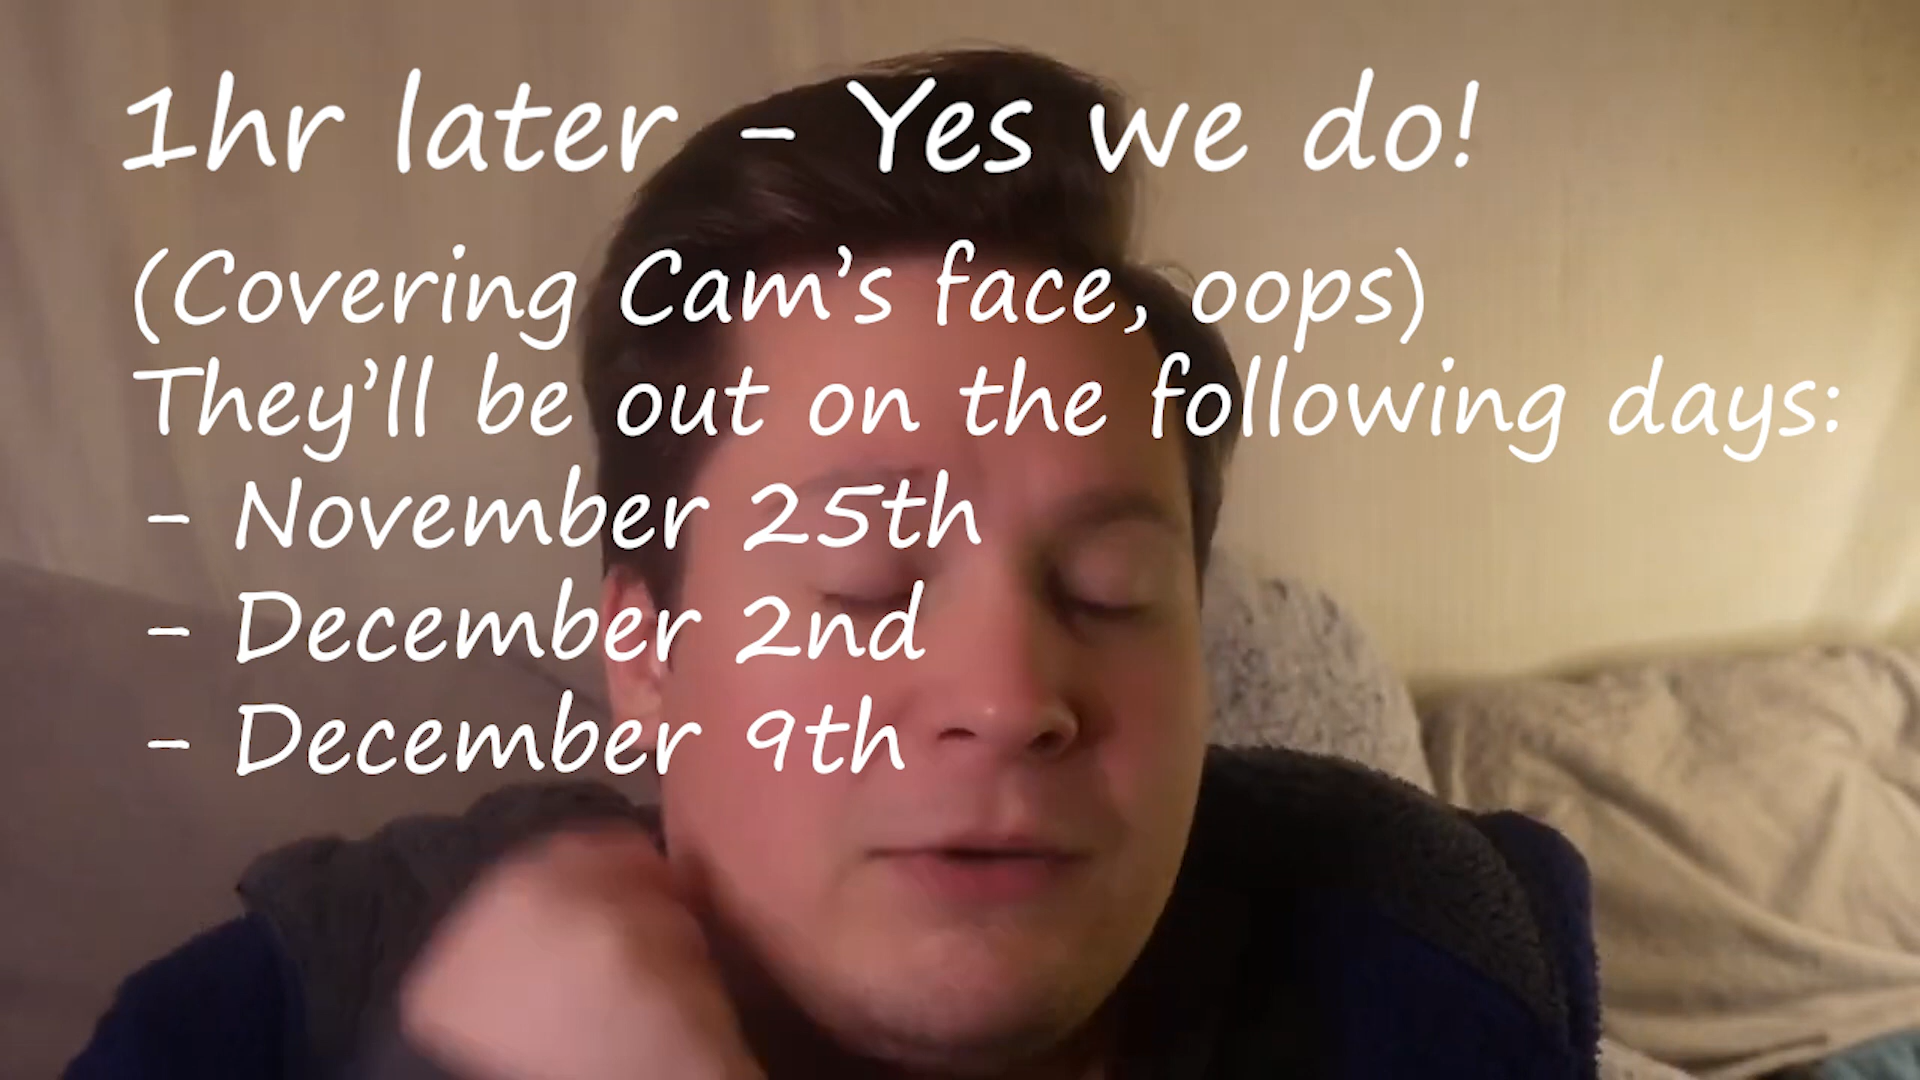 1hr later - Yes we do!
(Covering Cam's face, oops)
They'll be out on the following days:
- November 25th
- December 2nd
- December 9th